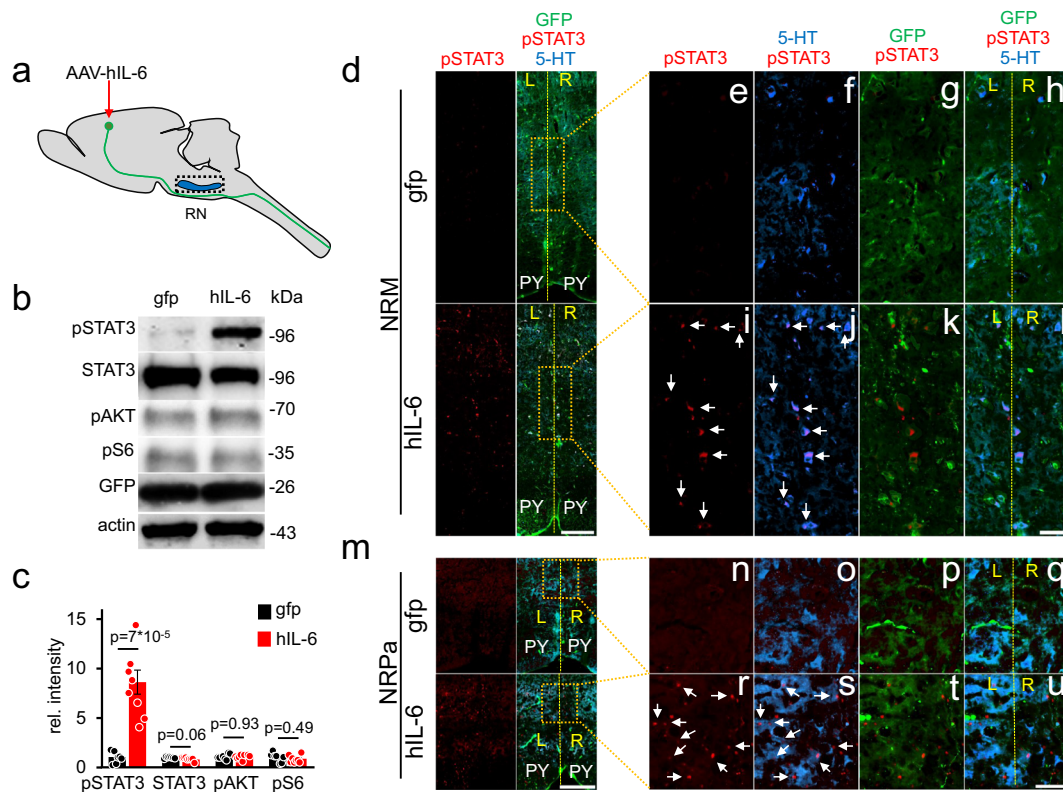 a
AAV-hIL-6
RN
b
gfp hIL-6 kDa
pSTAT3 -96
STAT3 -96
pAKT -70
pS6 -35
GFP -26
actin -43
c
gfp
hIL-6
rel. intensity
15
10
5
0
p=7*10-5
p=0.06
p=0.93
p=0.49
pSTAT3 STAT3 pAKT pS6
d
pSTAT3
GFP
pSTAT3
5-HT
pSTAT3
5-HT
pSTAT3
GFP
pSTAT3
GFP
pSTAT3
5-HT
NRM
gfp
L R
PY PY
e
f
g
h
L R
hIL-6
L R
PY PY
i
j
k
l
L R
m
NRPa
gfp
L R
PY PY
n
o
p
q
L R
hIL-6
L R
PY PY
r
s
t
u
L R